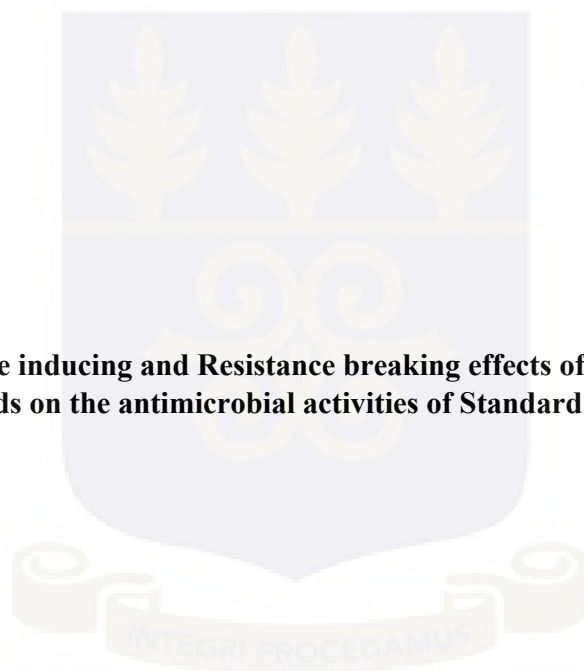 e inducing and Resistance breaking effects of
ds on the antimicrobial activities of Standard
INTEGRI PROCEDAMUS